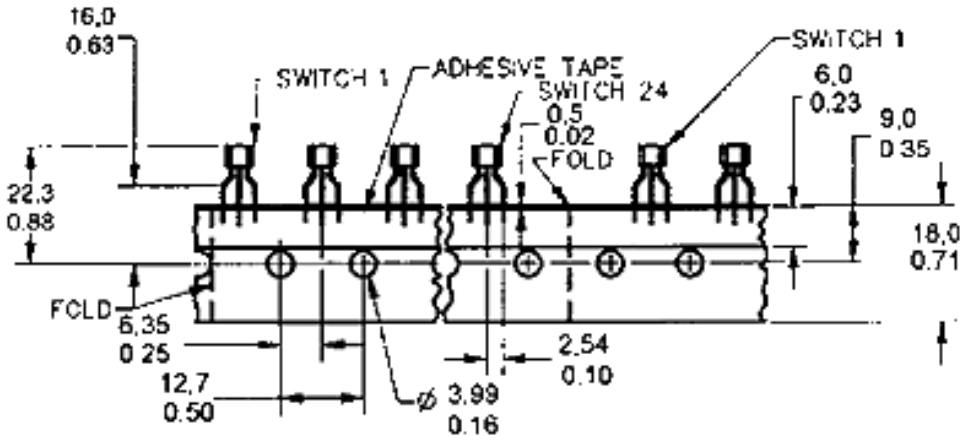 16,0
0.63
SWITCH 1
ADHESIVE TAPE
SWITCH 24
SWITCH 1
0,5
0.02
FOLD
6,0
0.23
9,0
0.35
22,3
0.88
18,0
0.71
FOLD
6,35
0.25
12,7
0.50
ø 3,99
0.16
2,54
0.10